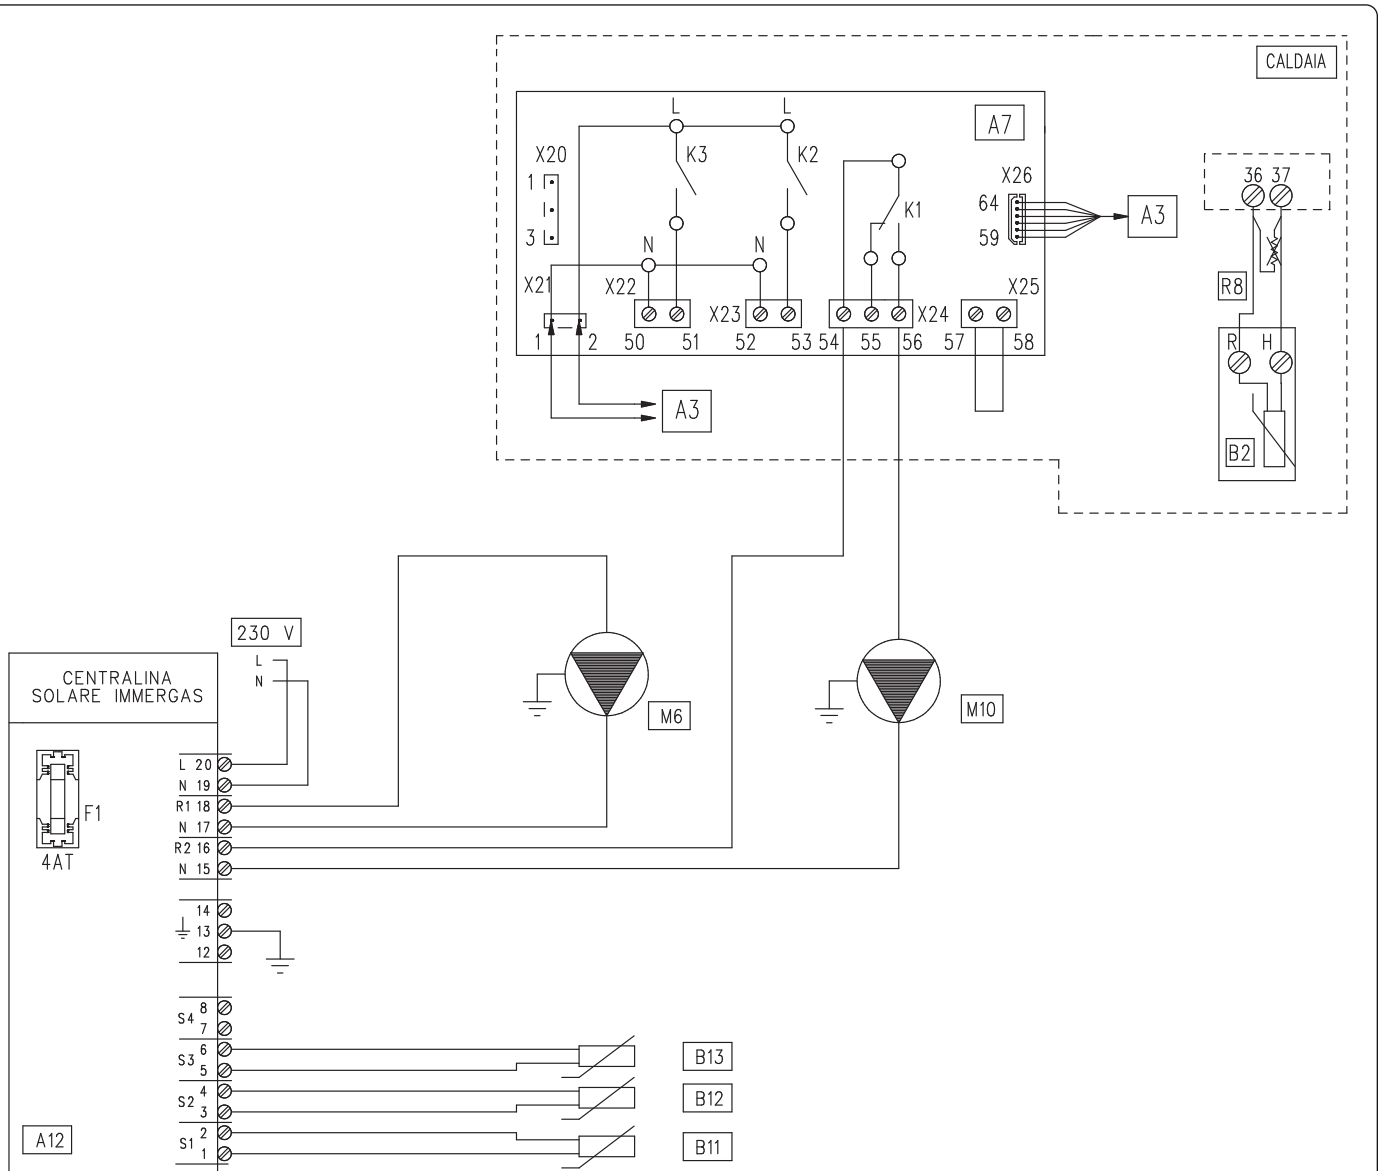 CALDAIA
L
L
A7
X20
K3
K2
X26
36 37
1
64
A3
K1
3
59
N
N
X21
X22
X25
R8
X23
X24
1
2
50
51
52
53
54
55
56
57
58
R
H
A3
B2
230 V
L
N
CENTRALINA
SOLARE IMMERGAS
M6
M10
L 20
N 19
R1 18
F1
N 17
R2 16
4AT
N 15
14
13
12
8
S4
7
6
S3
5
B13
4
S2
3
B12
2
S1
1
A12
B11